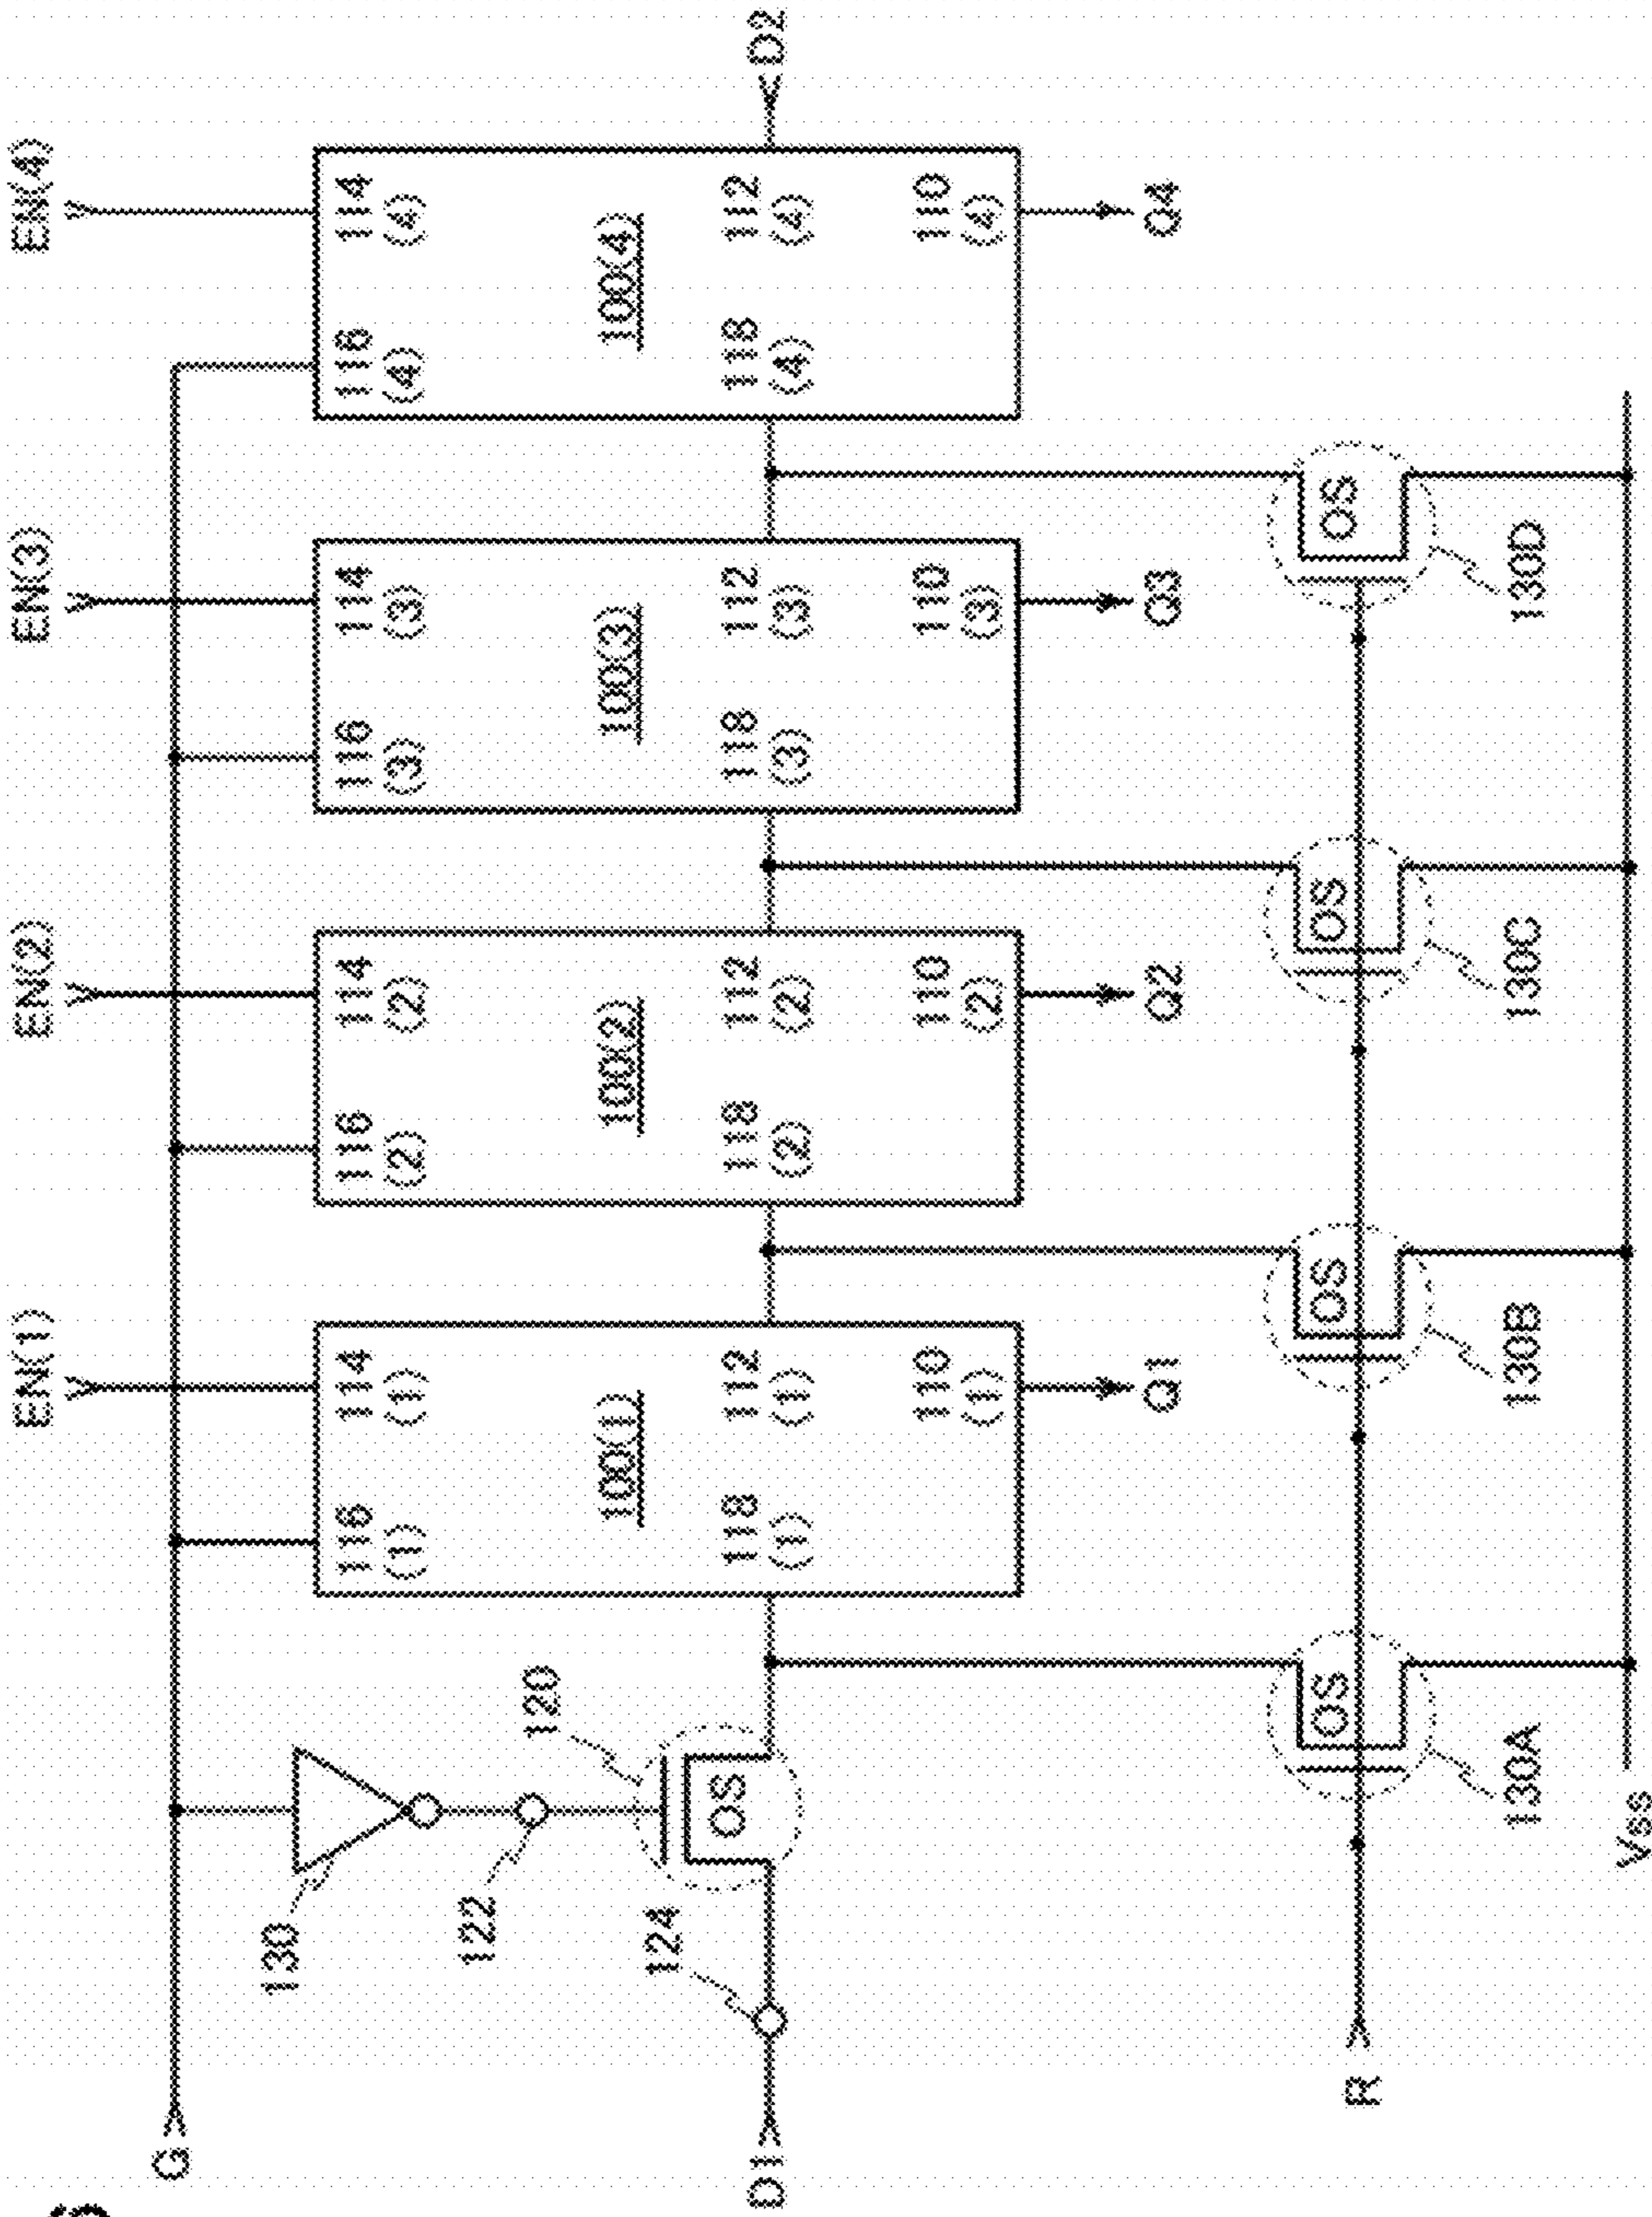 EN(1)
EN(2)
EN(3)
EN(4)
G
130
122
120
124
OS
D1
116
(1)
114
(1)
100(1)
118
(1)
112
(1)
110
(1)
Q1
116
(2)
114
(2)
100(2)
118
(2)
112
(2)
110
(2)
Q2
116
(3)
114
(3)
100(3)
118
(3)
112
(3)
110
(3)
Q3
116
(4)
114
(4)
100(4)
118
(4)
112
(4)
110
(4)
Q4
D2
R
OS
130A
OS
130B
OS
130C
OS
130D
Vss